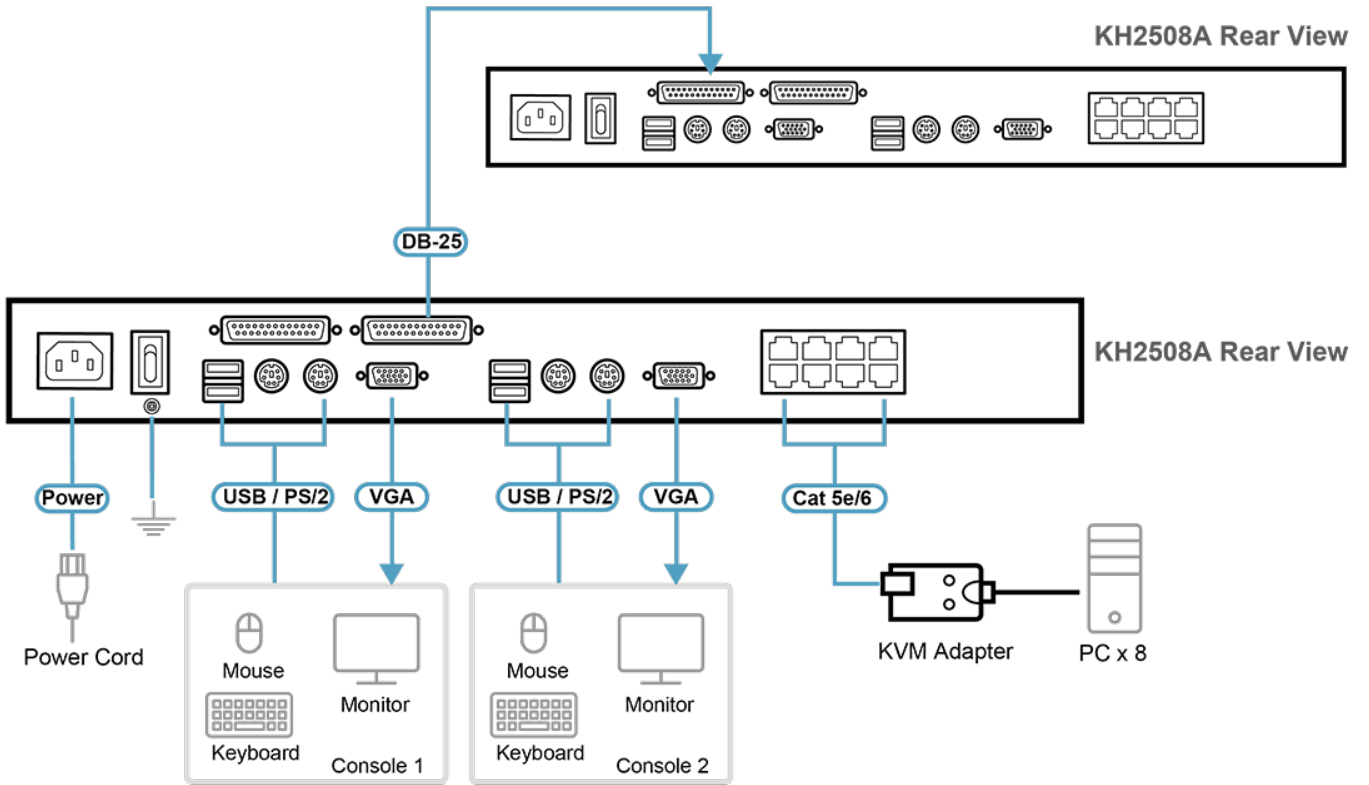 KH2508A Rear View
DB-25
KH2508A Rear View
Power
USB / PS/2
VGA
USB / PS/2
VGA
Cat 5e/6
Power Cord
Mouse
Monitor
Keyboard
Console 1
Mouse
Monitor
Keyboard
Console 2
KVM Adapter
PC x 8